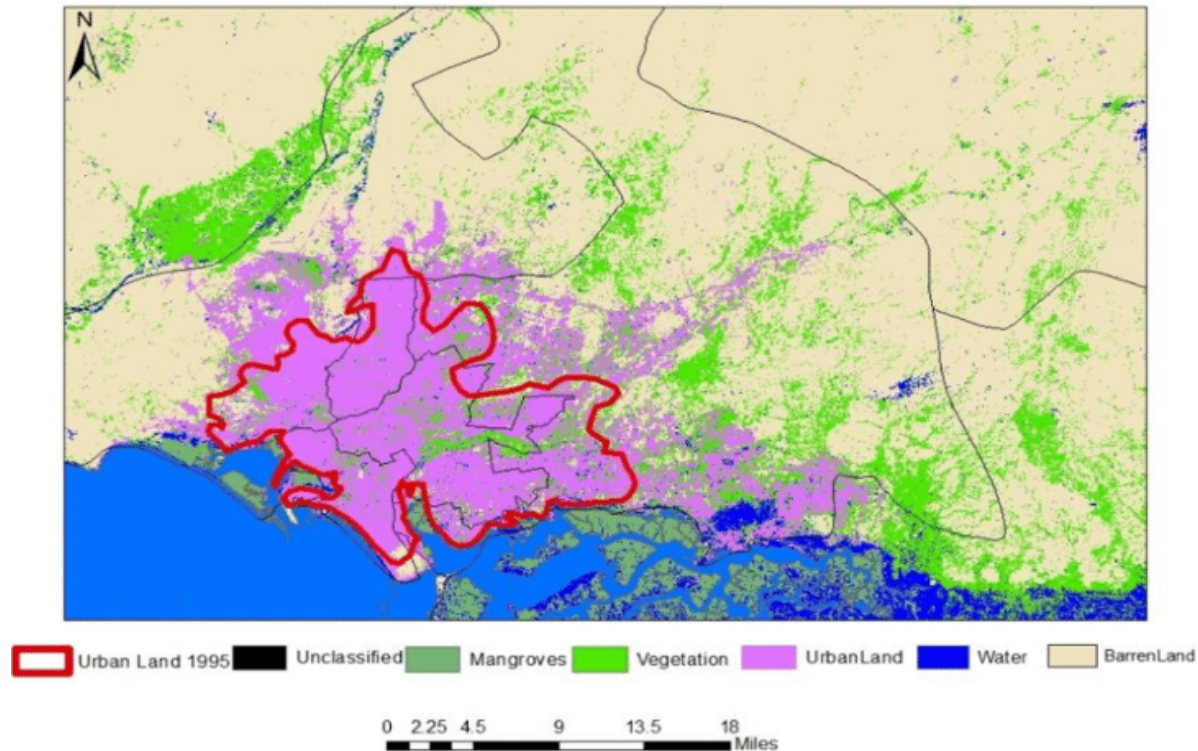 N
Urban Land 1995 Unclassified Mangroves Vegetation UrbanLand Water BarrenLand
0 2.25 4.5 9 13.5 18
Miles